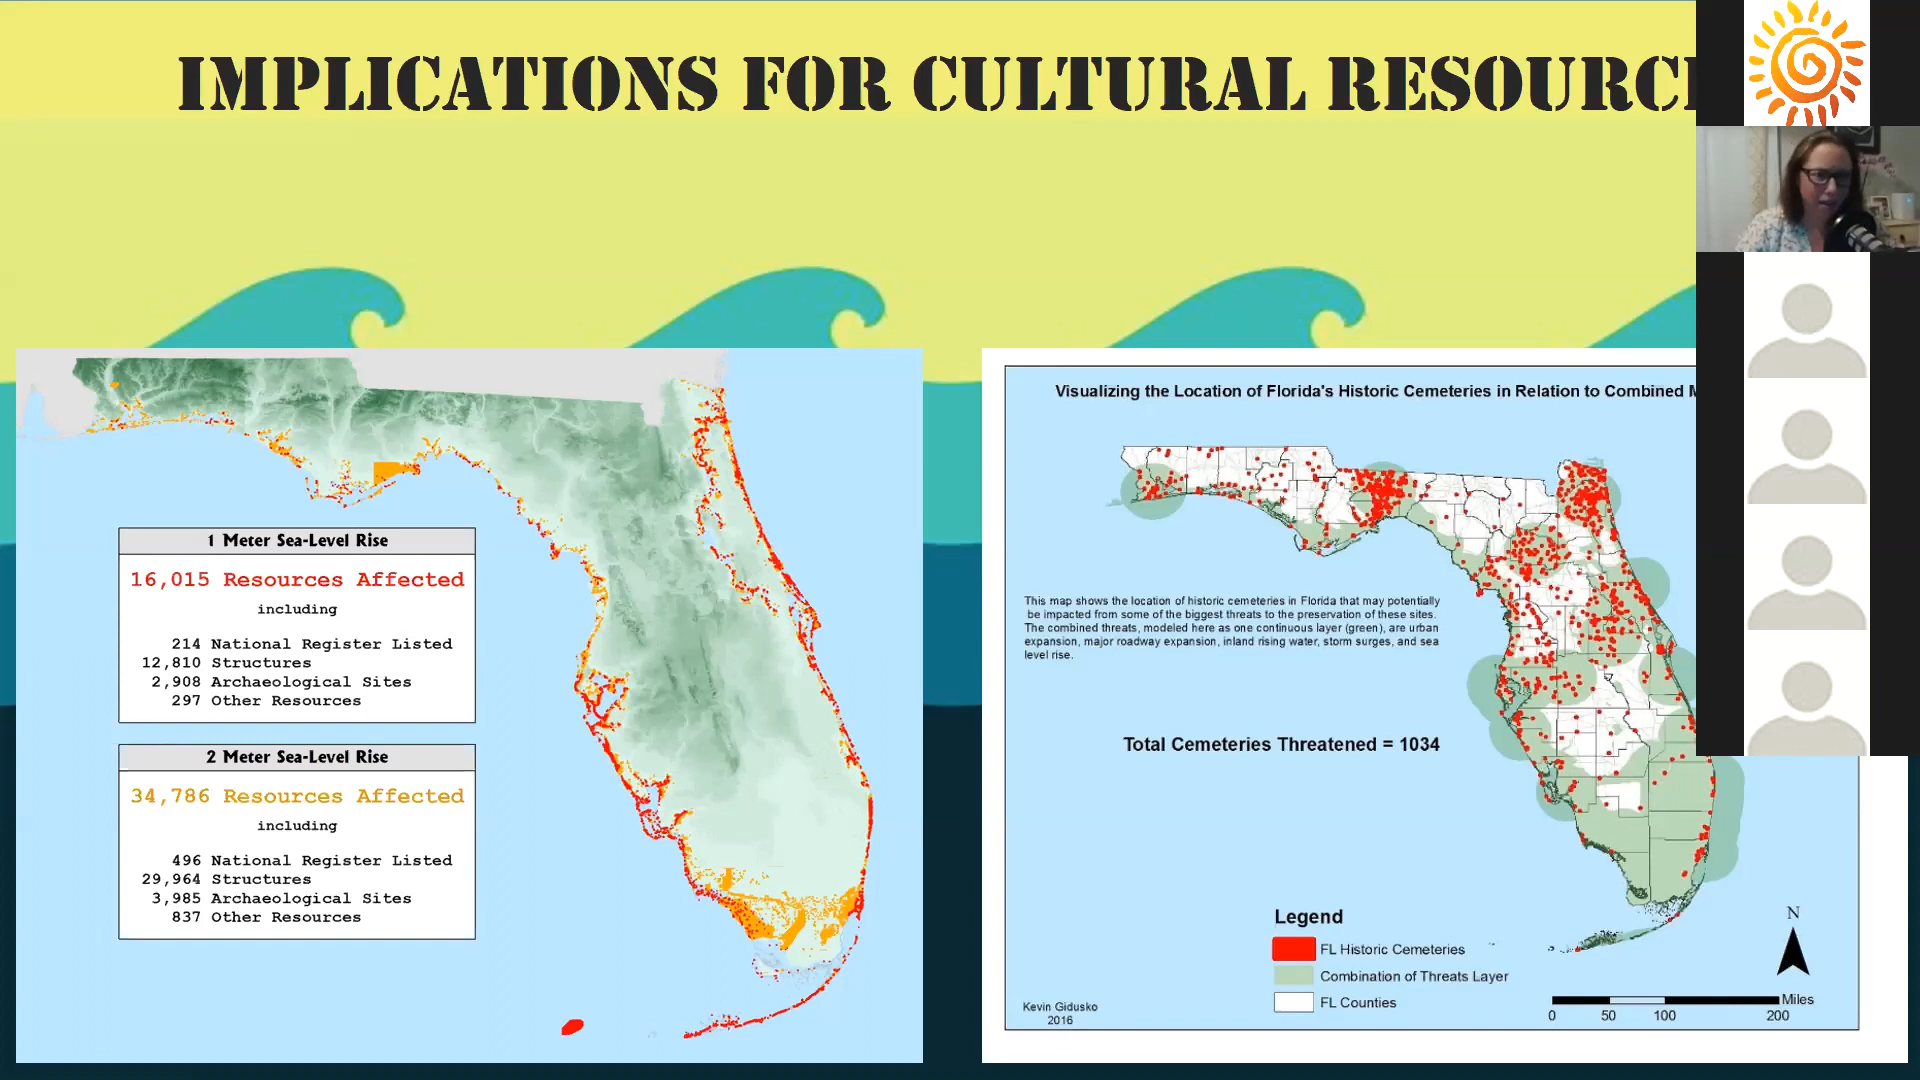 IMPLICATIONS FOR CULTURAL
1 Meter Sea-Level Rise
16,015 Resources Affected
including
214 National Register Listed
12,810 Structures
2,908 Archaeological Sites
297 Other Resources
2 Meter Sea-Level Rise
34,786 Resources Affected
including
496 National Register Listed
29,964 Structures
3,985 Archaeological Sites
837 Other Resources
Visualizing the Location of Florida's Historic Cemeteries in Relation to Combined
This map shows the location of historic cemeteries in Florida that may potentially
be impacted from some of the biggest threats to the preservation of these sites.
The combined threats, modeled here as one continuous layer (green), are urban
expansion, major roadway expansion, inland rising water, storm surges, and sea
level rise.
Total Cemeteries Threatened = 1034
Legend
FL Historic Cemeteries
Combination of Threats Layer
FL Counties
Kevin Gidusko
2016
N
Miles
0 50 100 200